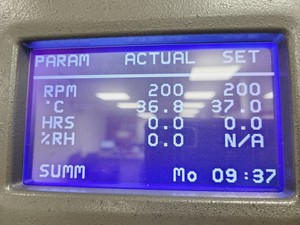 PARAM ACTUAL SET
RPM 200 200
°C 36.8 37.0
HRS 0.0 0.0
%RH 0.0 N/A
SUMM Mo 09:37